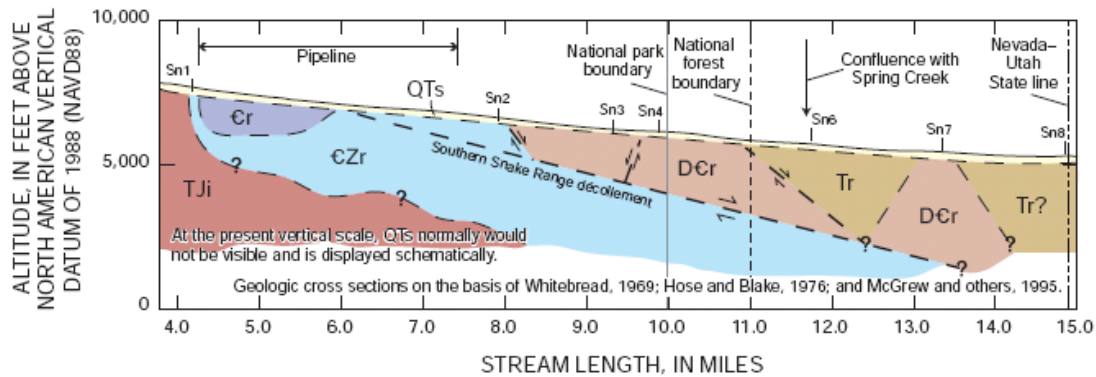 ALTITUDE, IN FEET ABOVE
NORTH AMERICAN VERTICAL
DATUM OF 1988 (NAVD88)
10,000
5,000
0
Pipeline
National park
boundary
National
forest
boundary
Confluence with
Spring Creek
Nevada–
Utah
State line
Sn1
QTs
Sn2
Sn3
Sn4
Sn6
Sn7
Sn8
Єr
ЄZr
TJi
Southern Snake Range décollement
DЄr
Tr
DЄr
Tr?
?
?
?
?
?
At the present vertical scale, QTs normally would
not be visible and is displayed schematically.
Geologic cross sections on the basis of Whitebread, 1969; Hose and Blake, 1976; and McGrew and others, 1995.
4.0 5.0 6.0 7.0 8.0 9.0 10.0 11.0 12.0 13.0 14.0 15.0
STREAM LENGTH, IN MILES